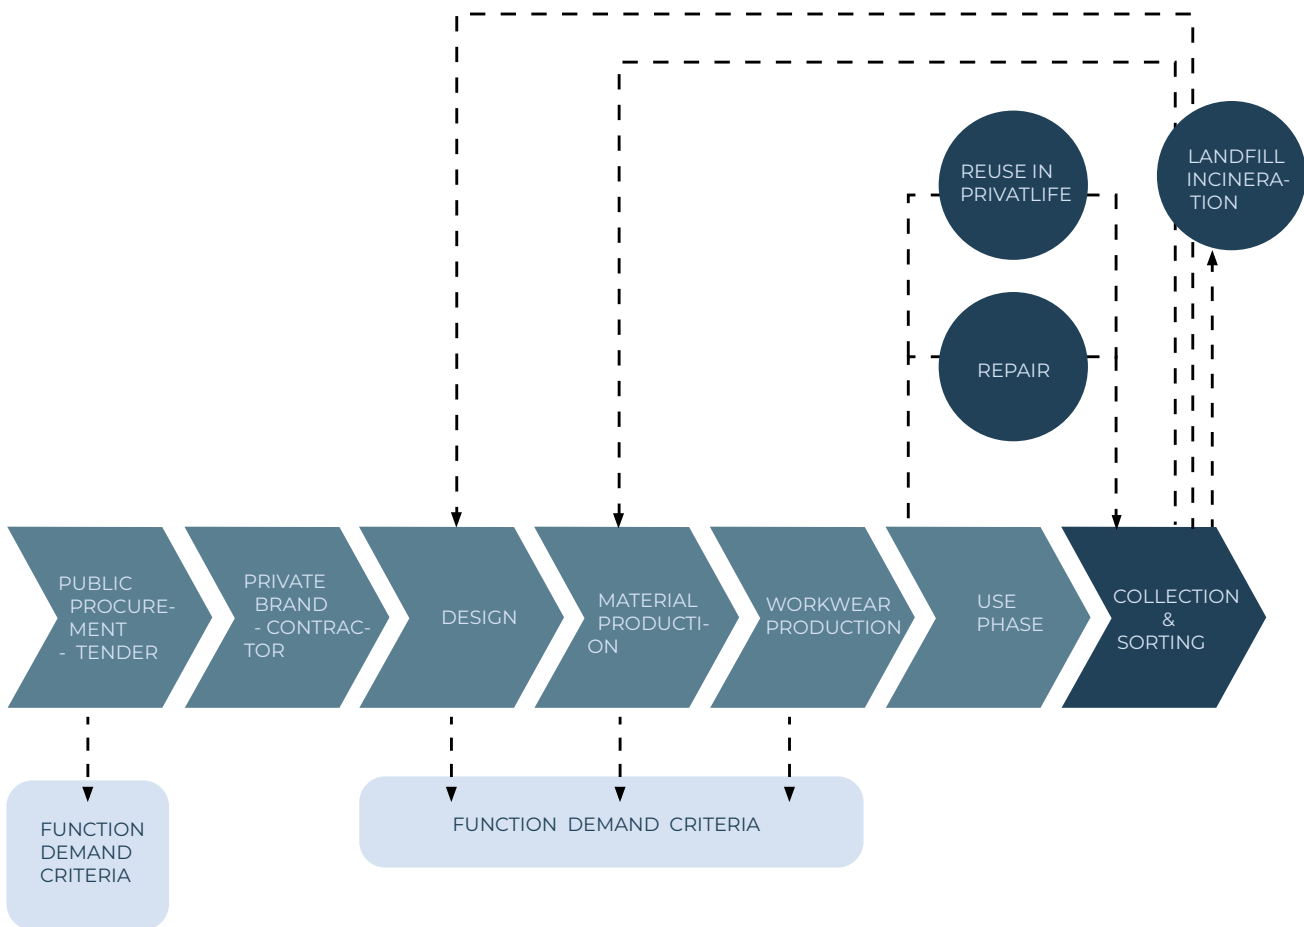 REUSE IN
PRIVATLIFE
LANDFILL
INCINERA-
TION
REPAIR
PUBLIC
PROCURE-
MENT
- TENDER
PRIVATE
BRAND
- CONTRAC-
TOR
DESIGN
MATERIAL
PRODUCTI-
ON
WORKWEAR
PRODUCTION
USE
PHASE
COLLECTION
&
SORTING
FUNCTION
DEMAND
CRITERIA
FUNCTION DEMAND CRITERIA